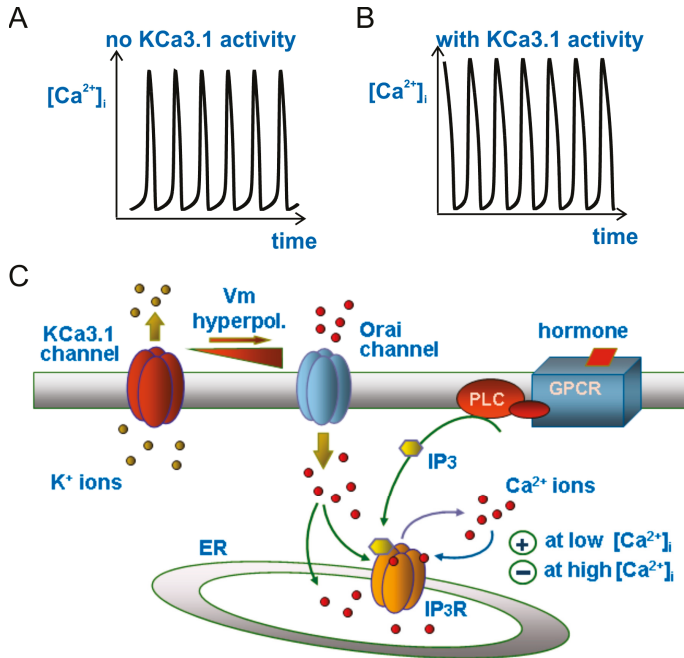 A
no KCa3.1 activity
[Ca²⁺]ᵢ
time
B
with KCa3.1 activity
[Ca²⁺]ᵢ
time
C
KCa3.1
channel
Vm
hyperpol.
Orai
channel
hormone
GPCR
PLC
IP3
K⁺ ions
Ca²⁺ ions
+ at low [Ca²⁺]ᵢ
− at high [Ca²⁺]ᵢ
ER
IP3R